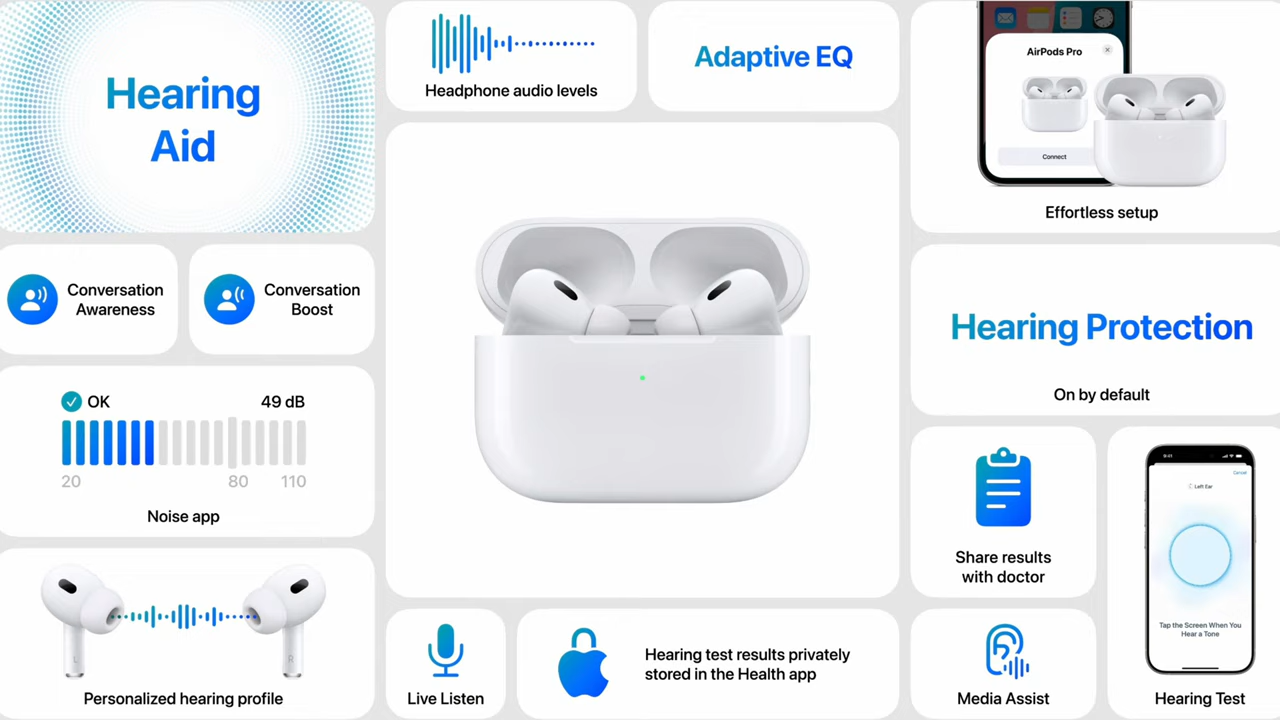 Hearing
Aid
Headphone audio levels
Adaptive EQ
AirPods Pro
Connect
Effortless setup
Conversation
Awareness
Conversation
Boost
Hearing Protection
On by default
OK
49 dB
20
80
110
Noise app
Share results
with doctor
9:41
Cancel
Left Ear
Tap the Screen When You
Hear a Tone
Hearing Test
L
R
Personalized hearing profile
Live Listen
Hearing test results privately
stored in the Health app
Media Assist